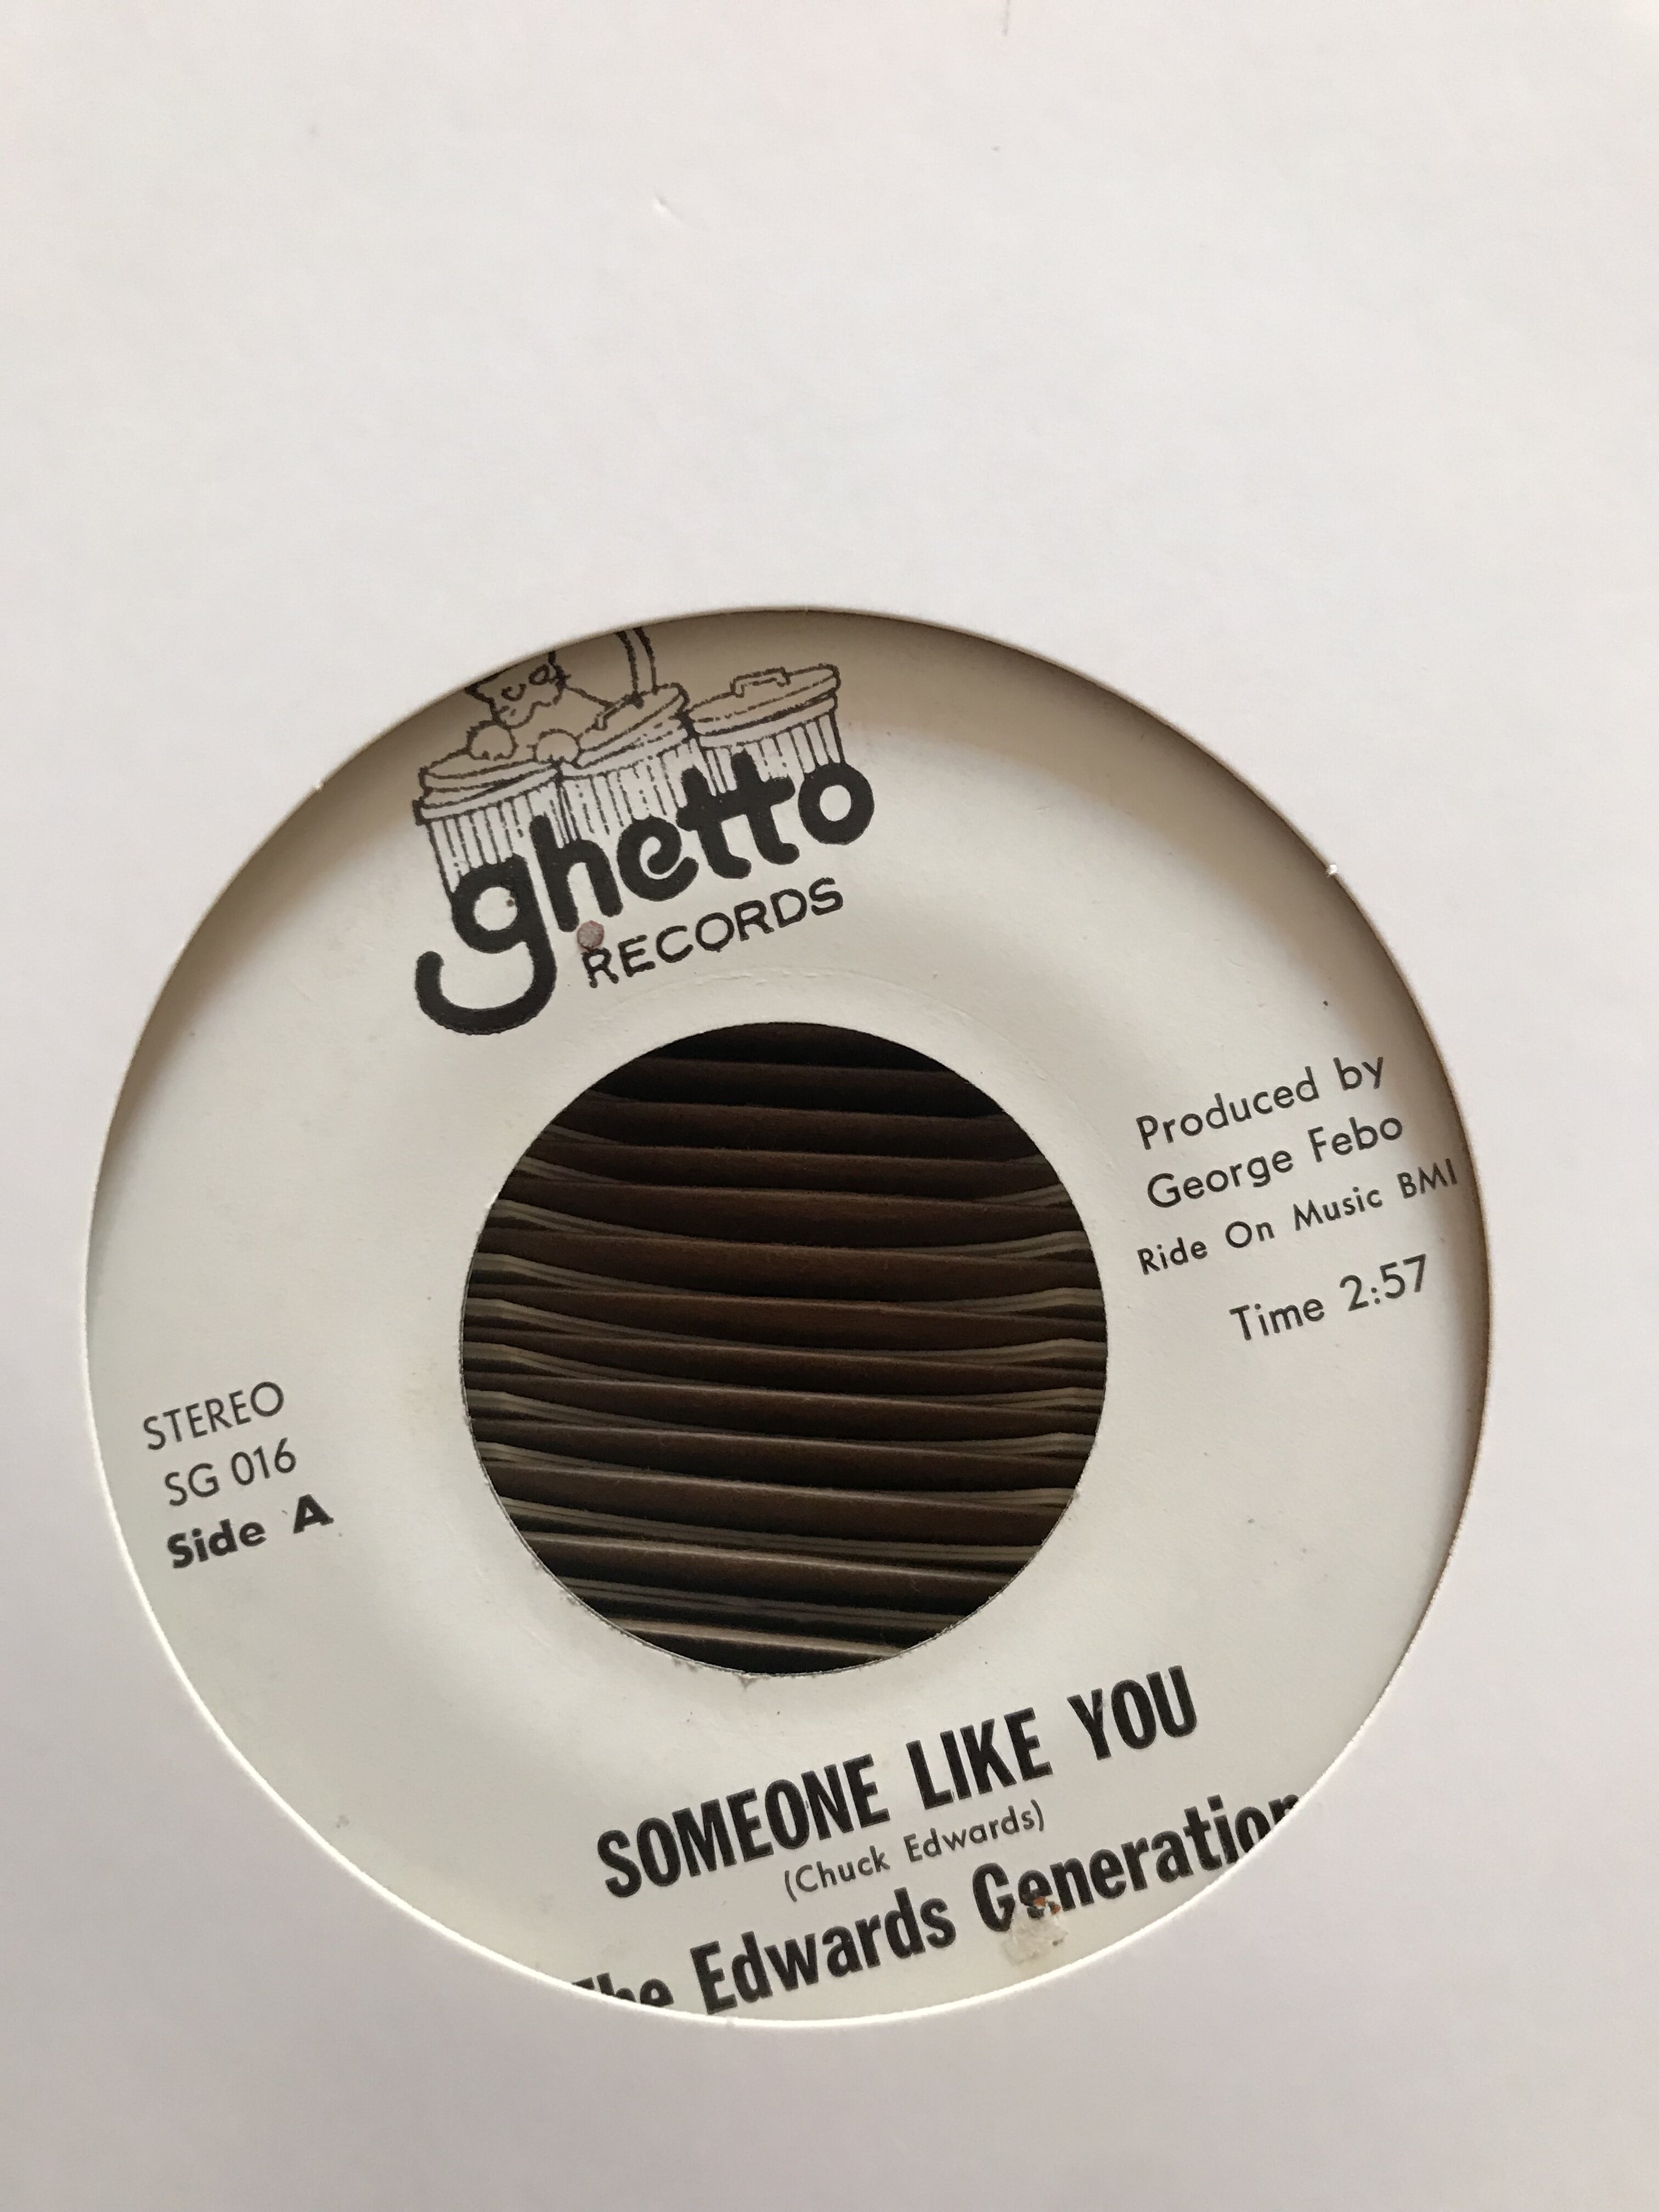 ghetto
RECORDS
Produced by
George Febo
Ride On Music BMI
Time 2:57
STEREO
SG 016
Side A
SOMEONE LIKE YOU
(Chuck Edwards)
The Edwards Generation